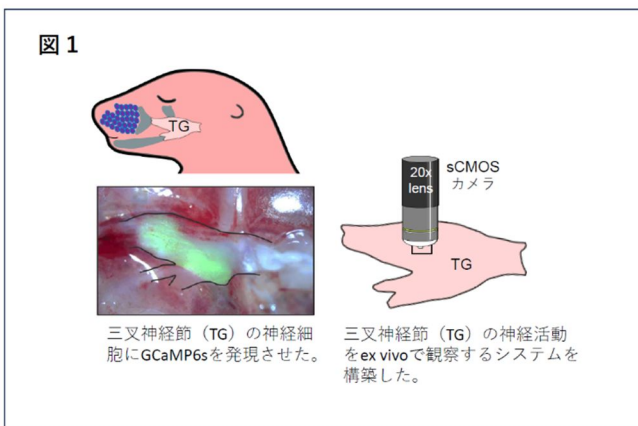 図 1
TG
20x
lens
sCMOS
カメラ
TG
三叉神経節（TG）の神経細
胞にGCaMP6sを発現させた。
三叉神経節（TG）の神経活動
をex vivoで観察するシステムを
構築した。